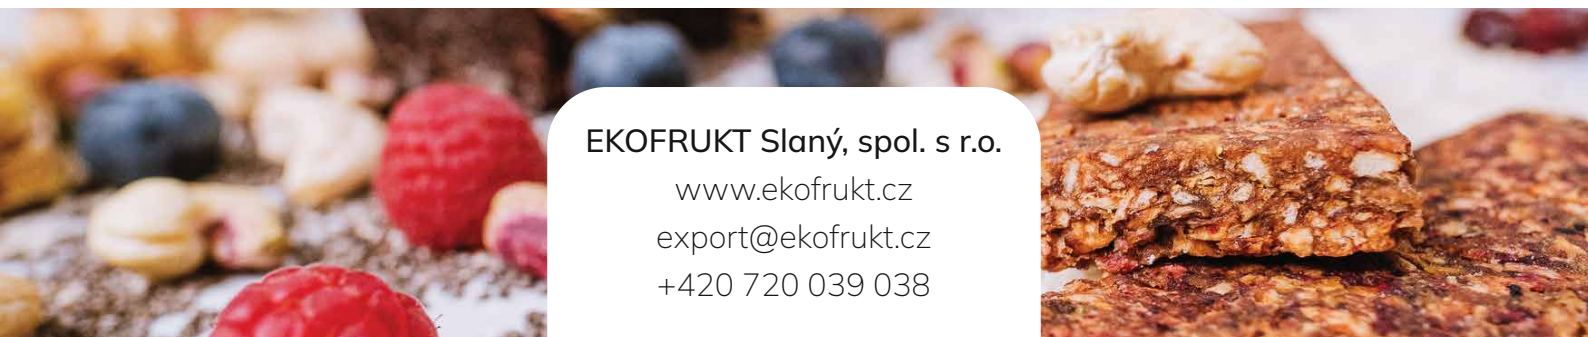 EKOFRUKT Slaný, spol. s r.o.
www.ekofrukt.cz
export@ekofrukt.cz
+420 720 039 038